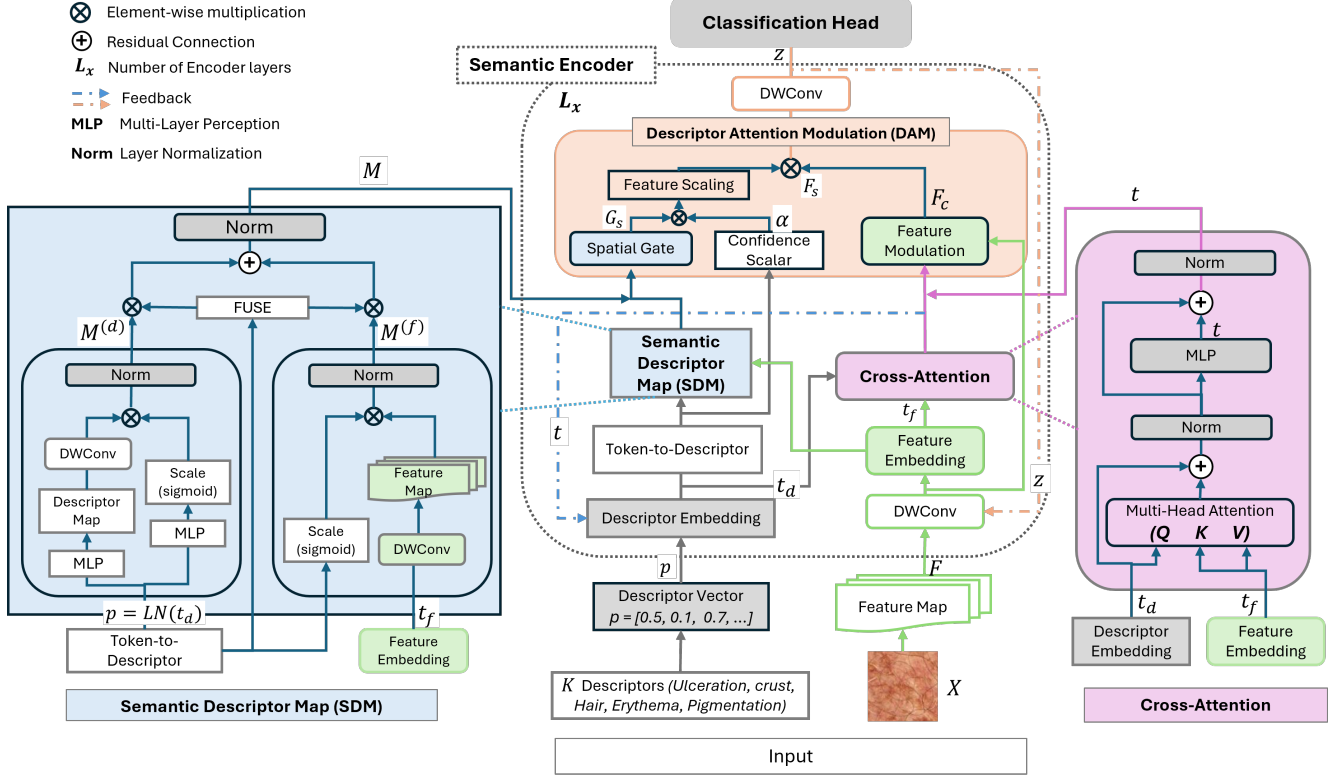 Element-wise multiplication
Residual Connection
Lₓ Number of Encoder layers
Feedback
MLP Multi-Layer Perception
Norm Layer Normalization
Classification Head
z
Semantic Encoder
DWConv
Lₓ
Descriptor Attention Modulation (DAM)
Feature Scaling
Fₛ
F꜀
Gₛ
α
Spatial Gate
Confidence
Scalar
Feature
Modulation
M
Norm
FUSE
M⁽ᵈ⁾
M⁽ᶠ⁾
Norm
Norm
DWConv
Scale
(sigmoid)
Feature
Map
Descriptor
Map
MLP
Scale
(sigmoid)
DWConv
MLP
p = LN(t_d)
t_f
Token-to-
Descriptor
Feature
Embedding
Semantic Descriptor Map (SDM)
Semantic
Descriptor
Map (SDM)
Cross-Attention
t
t_f
Token-to-Descriptor
Feature
Embedding
t_d
z
Descriptor Embedding
DWConv
p
F
Descriptor Vector
p = [0.5, 0.1, 0.7, ...]
Feature Map
K Descriptors (Ulceration, crust,
Hair, Erythema, Pigmentation)
X
Input
t
Norm
t
MLP
Norm
Multi-Head Attention
(Q K V)
t_d
t_f
Descriptor
Embedding
Feature
Embedding
Cross-Attention